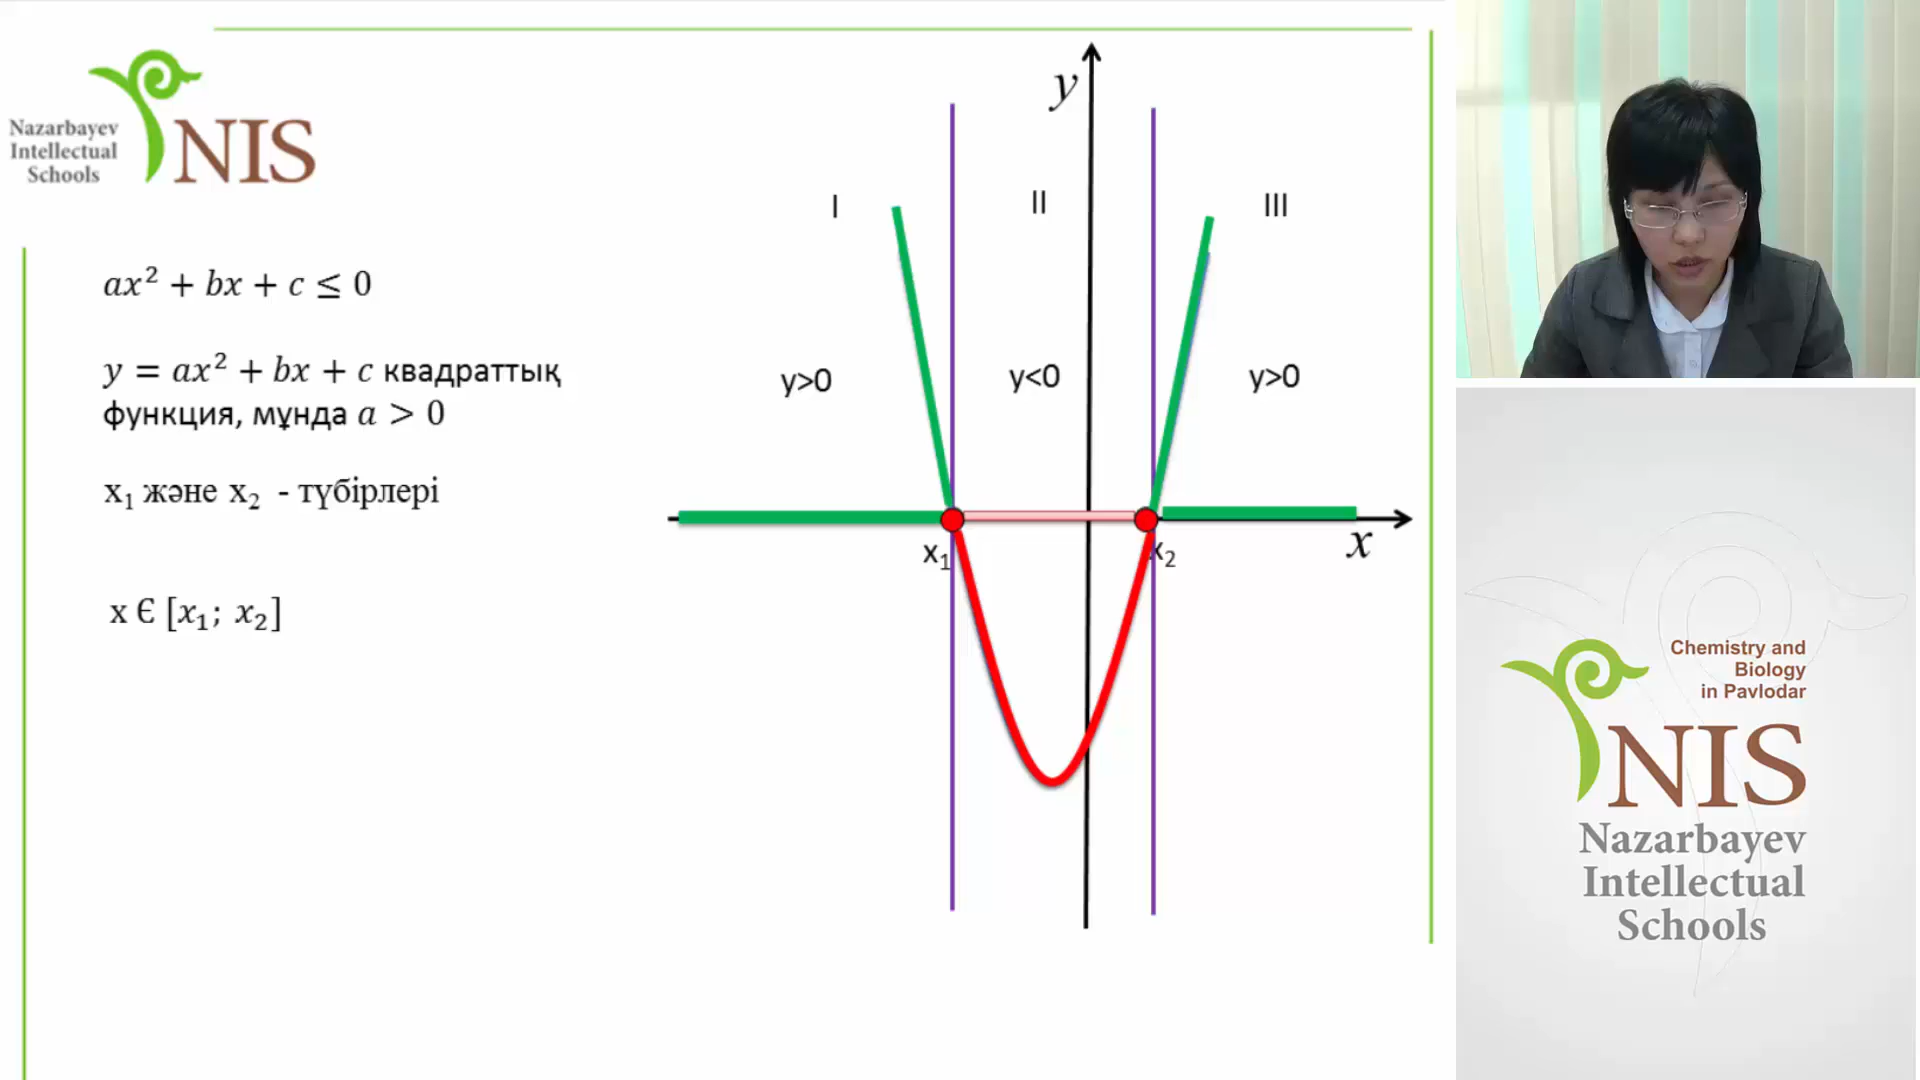 Nazarbayev
Intellectual
Schools
NIS
ax² + bx + c ≤ 0
y = ax² + bx + c квадраттық
функция, мұнда a > 0
x₁ және x₂ - түбірлері
x Є [x₁; x₂]
y
I
II
III
y>0
y<0
y>0
x₁
x₂
x
Chemistry and
Biology
in Pavlodar
NIS
Nazarbayev
Intellectual
Schools